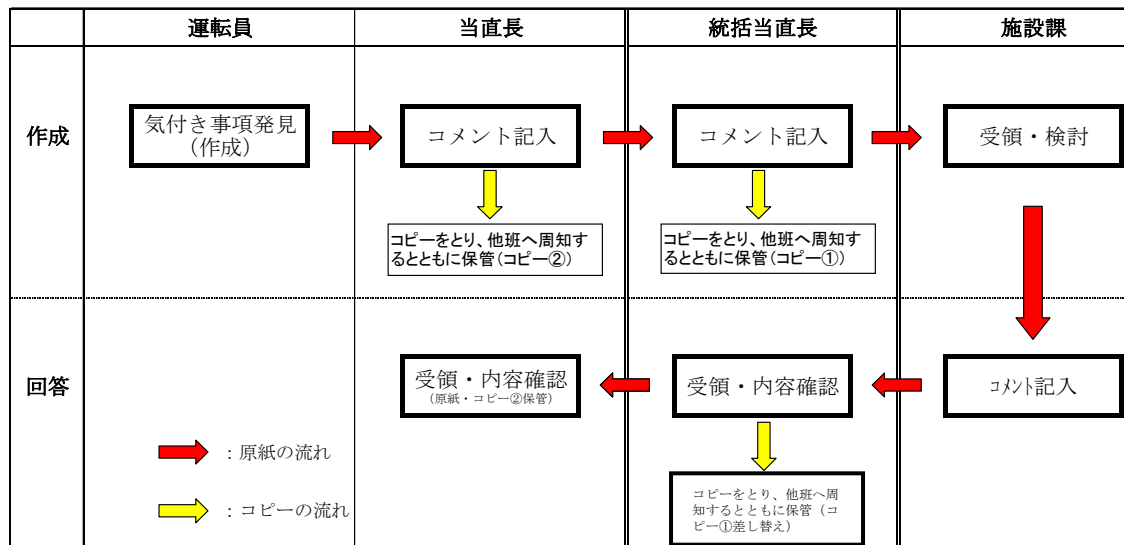 運転員
当直長
統括当直長
施設課
作成
気付き事項発見
(作成)
コメント記入
コメント記入
受領・検討
コピーをとり、他班へ周知す
るとともに保管(コピー②)
コピーをとり、他班へ周知す
るとともに保管(コピー①)
回答
受領・内容確認
(原紙・コピー②保管)
受領・内容確認
ｺﾒﾝﾄ記入
：原紙の流れ
：コピーの流れ
コピーをとり、他班へ周
知するとともに保管（コ
ピー①差し替え）